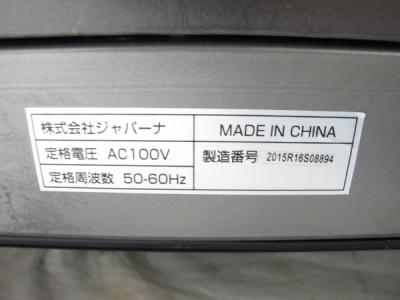 株式会社ジャバーナ
MADE IN CHINA
定格電圧 AC100V
製造番号 2015R16S08894
定格周波数 50-60Hz